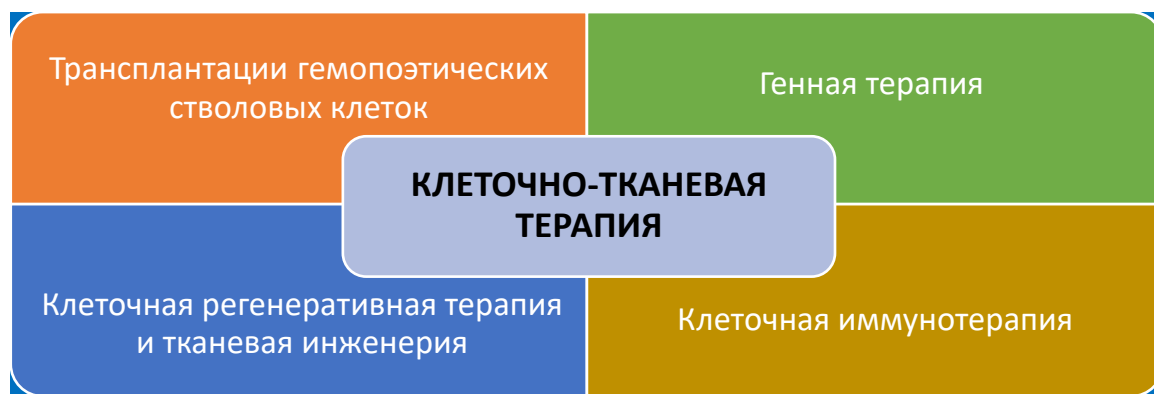 Трансплантации гемопоэтических
стволовых клеток
Генная терапия
КЛЕТОЧНО-ТКАНЕВАЯ
ТЕРАПИЯ
Клеточная регенеративная терапия
и тканевая инженерия
Клеточная иммунотерапия